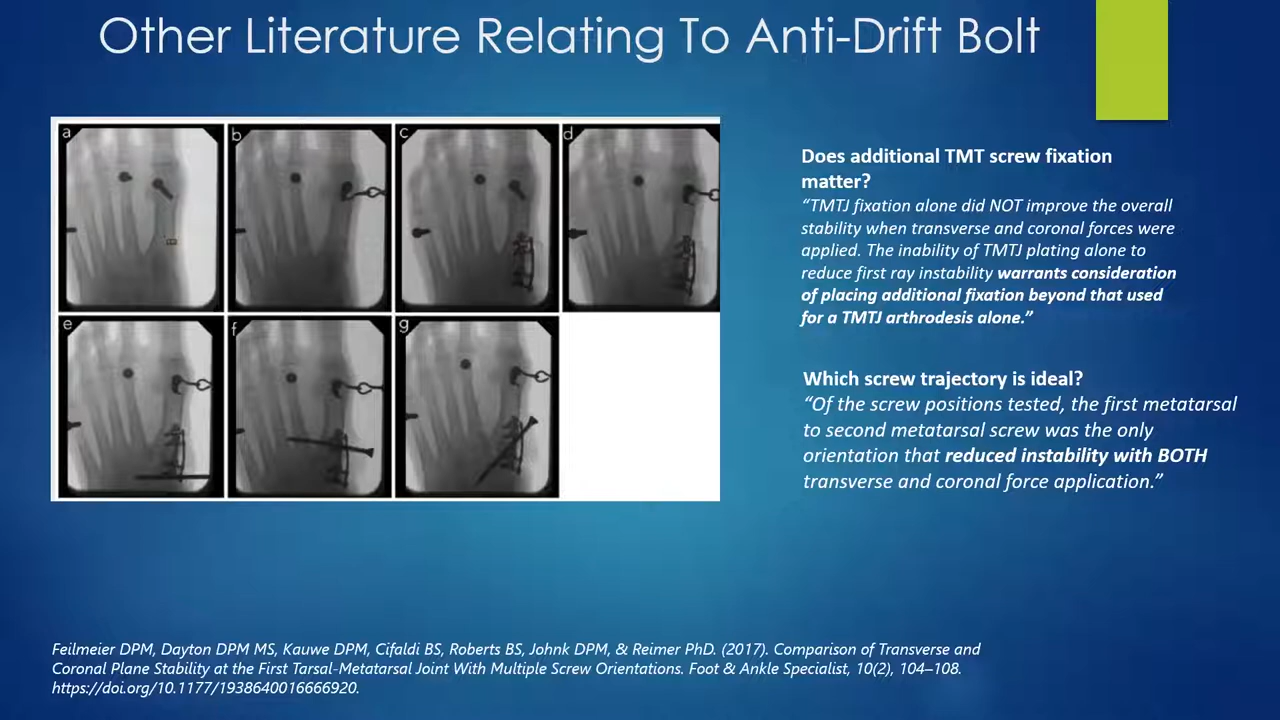 Other Literature Relating To Anti-Drift Bolt
a
b
c
d
e
f
g
Does additional TMT screw fixation
matter?
“TMTJ fixation alone did NOT improve the overall
stability when transverse and coronal forces were
applied. The inability of TMTJ plating alone to
reduce first ray instability warrants consideration
of placing additional fixation beyond that used
for a TMTJ arthrodesis alone.”
Which screw trajectory is ideal?
“Of the screw positions tested, the first metatarsal
to second metatarsal screw was the only
orientation that reduced instability with BOTH
transverse and coronal force application.”
Feilmeier DPM, Dayton DPM MS, Kauwe DPM, Cifaldi BS, Roberts BS, Johnk DPM, & Reimer PhD. (2017). Comparison of Transverse and
Coronal Plane Stability at the First Tarsal-Metatarsal Joint With Multiple Screw Orientations. Foot & Ankle Specialist, 10(2), 104–108.
https://doi.org/10.1177/1938640016666920.